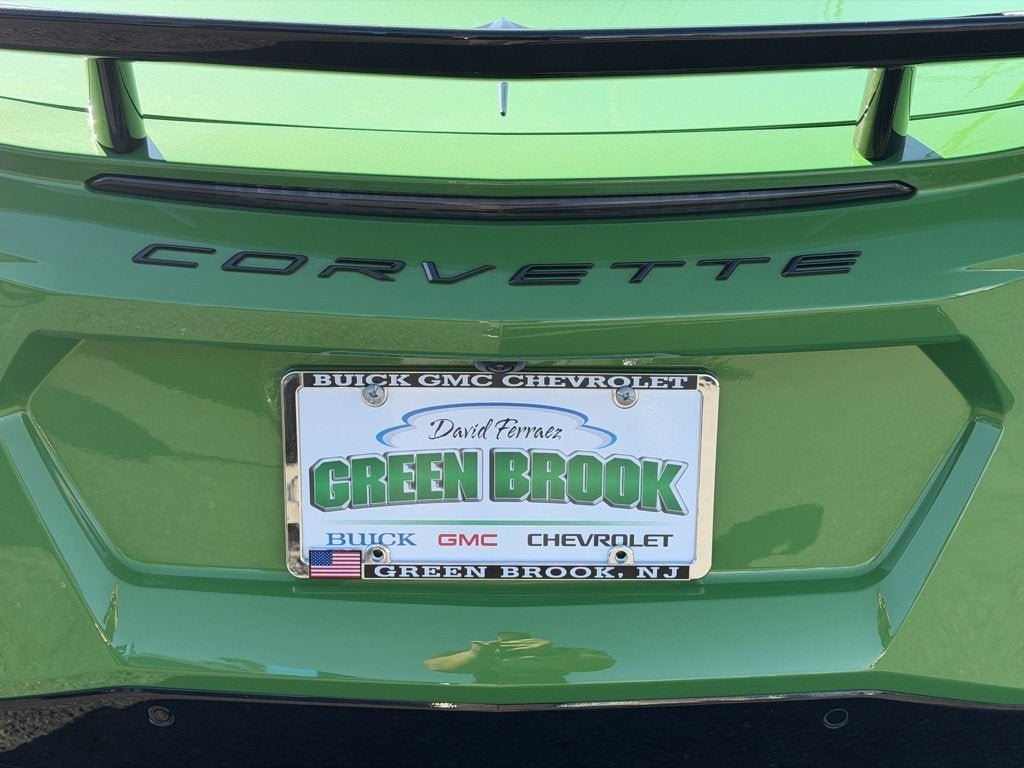 CORVETTE
BUICK GMC CHEVROLET
David Ferraez
GREEN BROOK
BUICK GMC CHEVROLET
GREEN BROOK, NJ